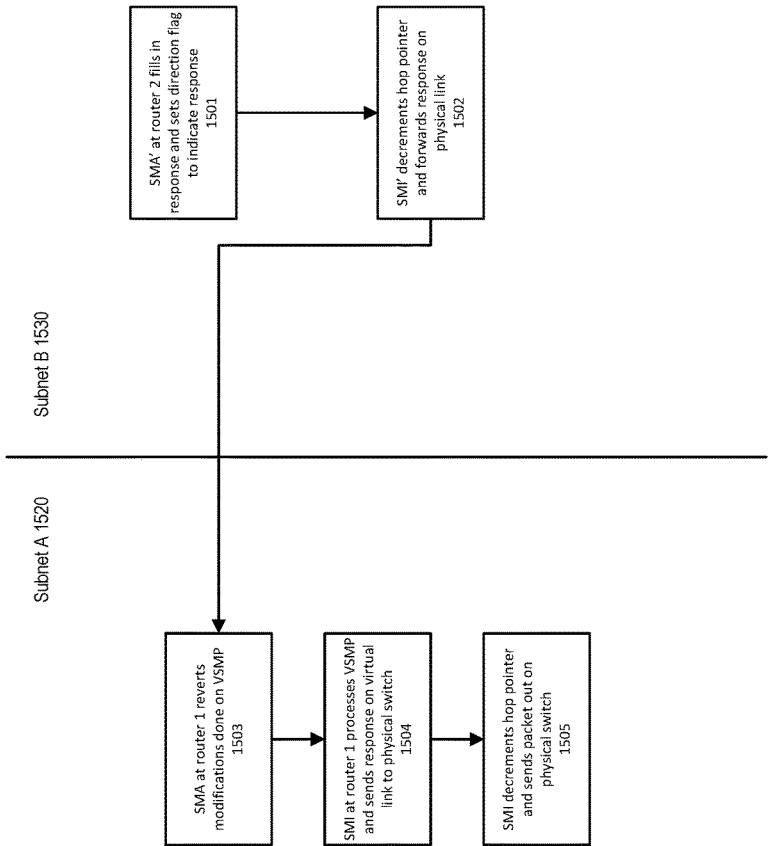 Subnet A 1520
Subnet B 1530
SMA' at router 2 fills in
response and sets direction flag
to indicate response
1501
SMI' decrements hop pointer
and forwards response on
physical link
1502
SMA at router 1 reverts
modifications done on VSMP
1503
SMI at router 1 processes VSMP
and sends response on virtual
link to physical switch
1504
SMI decrements hop pointer
and sends packet out on
physical switch
1505